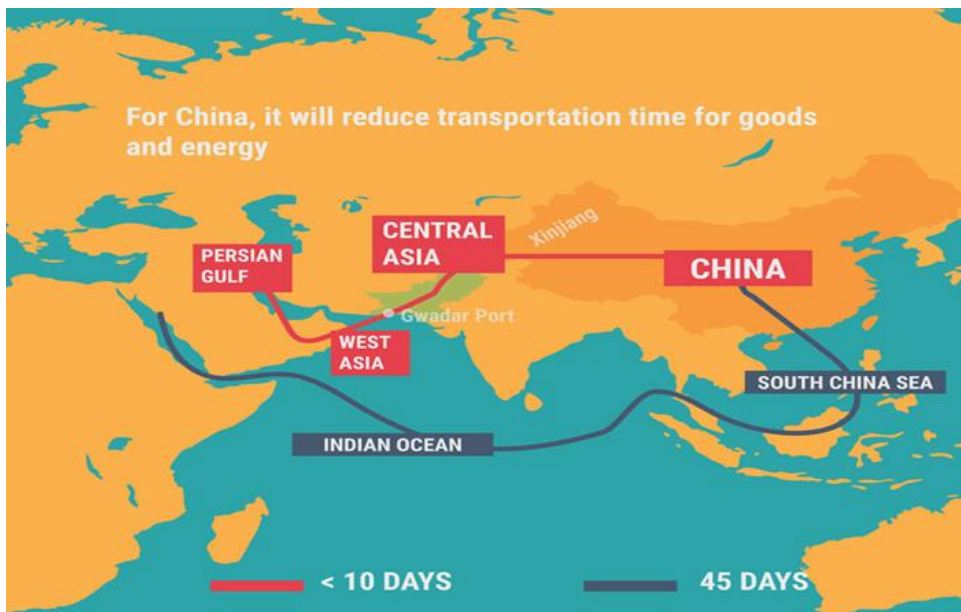 For China, it will reduce transportation time for goods
and energy
Xinjiang
CENTRAL
ASIA
PERSIAN
GULF
CHINA
Gwadar Port
WEST
ASIA
SOUTH CHINA SEA
INDIAN OCEAN
< 10 DAYS
45 DAYS